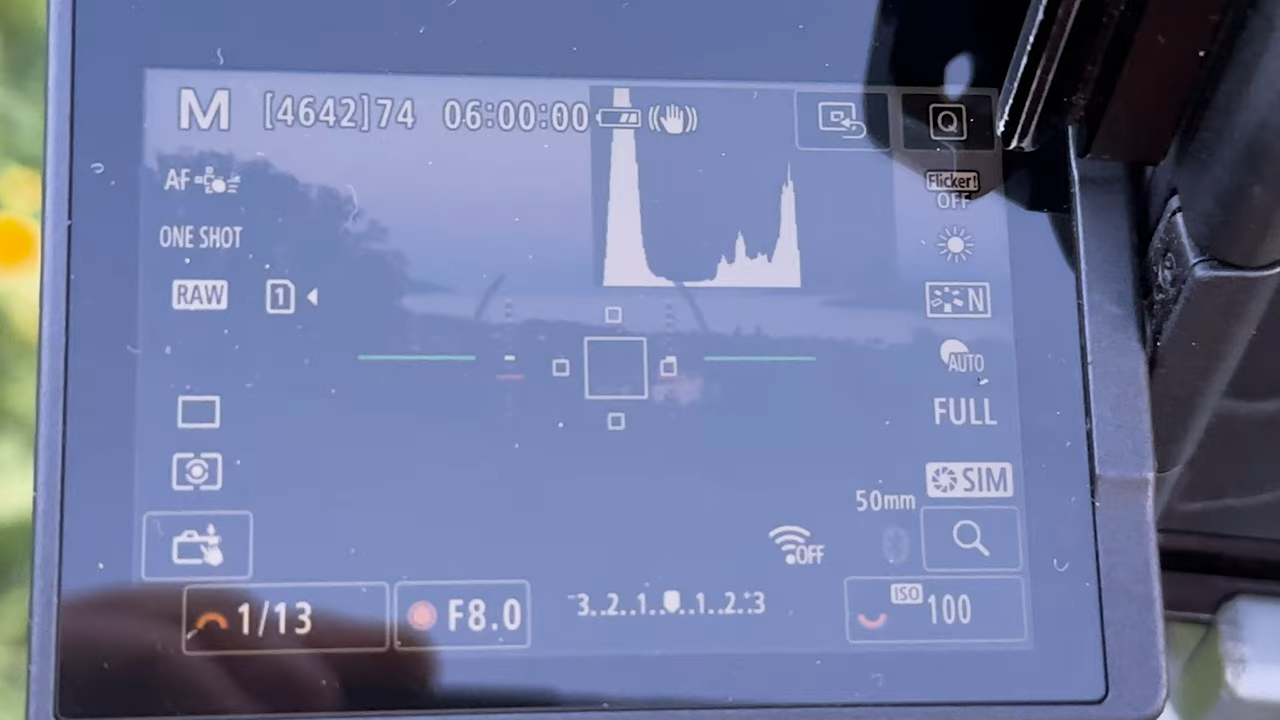 M [4642]74 06:00:00 Q
AF
Flicker!
OFF
ONE SHOT
RAW 1 N
AUTO
FULL
SIM
50mm
OFF
1/13 F8.0 -3..2..1....1..2..3 ISO 100